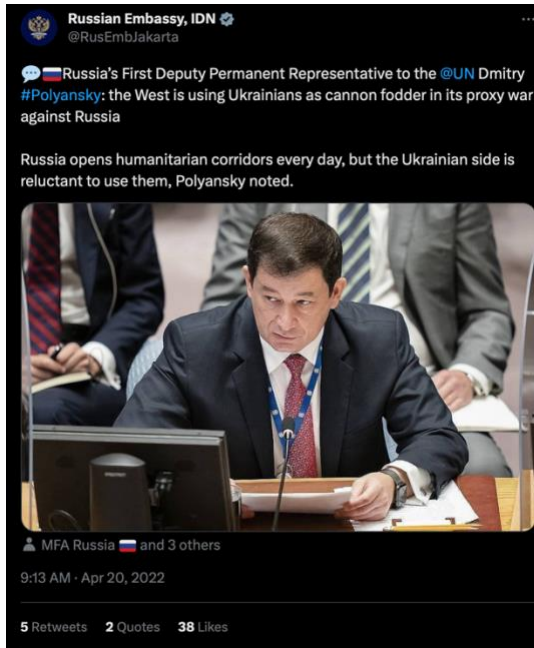 Russian Embassy, IDN
@RusEmbJakarta
💬🇷🇺Russia’s First Deputy Permanent Representative to the @UN Dmitry
#Polyansky: the West is using Ukrainians as cannon fodder in its proxy war
against Russia
Russia opens humanitarian corridors every day, but the Ukrainian side is
reluctant to use them, Polyansky noted.
MFA Russia 🇷🇺 and 3 others
9:13 AM · Apr 20, 2022
5 Retweets 2 Quotes 38 Likes